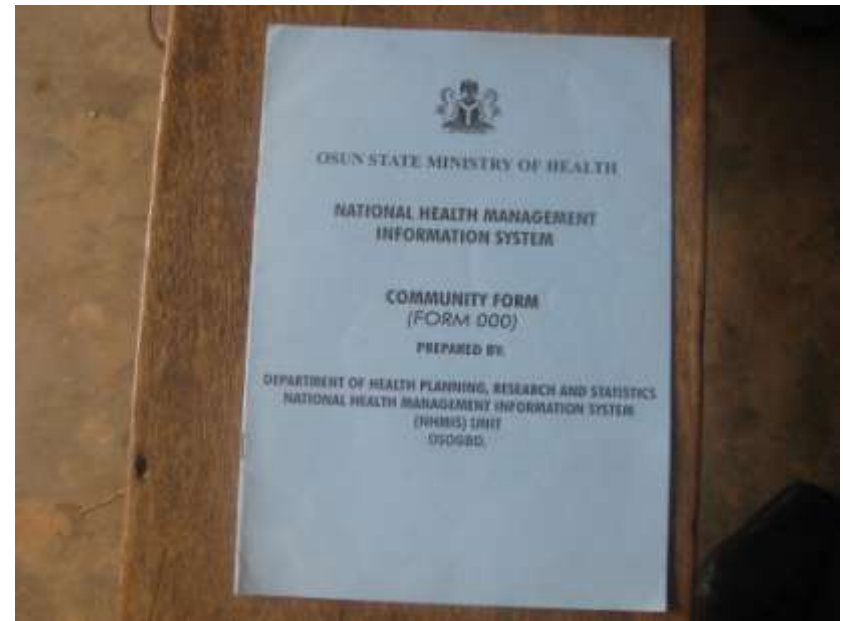 OSUN STATE MINISTRY OF HEALTH
NATIONAL HEALTH MANAGEMENT
INFORMATION SYSTEM
COMMUNITY FORM
(FORM 000)
PREPARED BY:
DEPARTMENT OF HEALTH PLANNING, RESEARCH AND STATISTICS
NATIONAL HEALTH MANAGEMENT INFORMATION SYSTEM
(NHMIS) UNIT
OSOGBO.